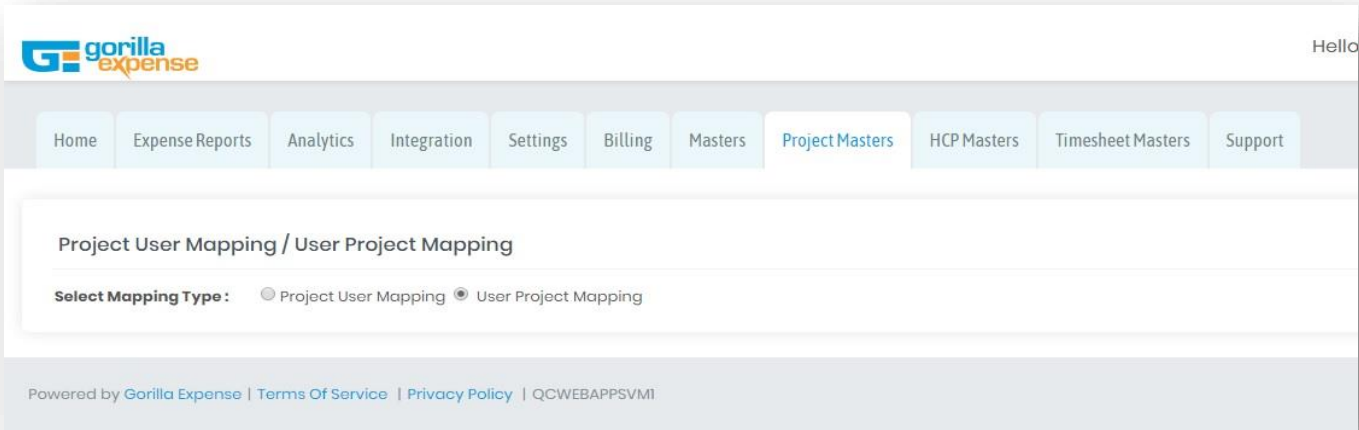 GE gorilla expense
Hello
Home Expense Reports Analytics Integration Settings Billing Masters Project Masters HCP Masters Timesheet Masters Support
Project User Mapping / User Project Mapping
Select Mapping Type : Project User Mapping User Project Mapping
Powered by Gorilla Expense | Terms Of Service | Privacy Policy | QCWEBAPPSVM1